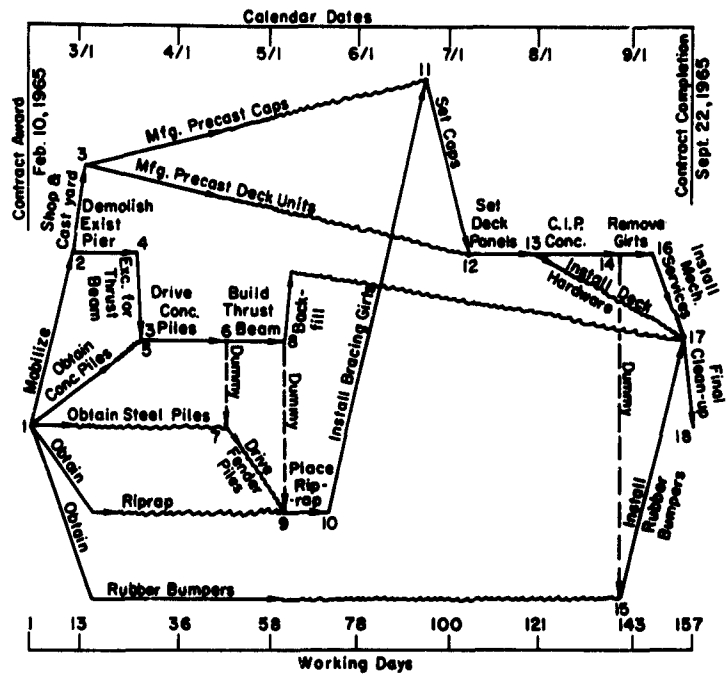 Calendar Dates
3/1 4/1 5/1 6/1 7/1 8/1 9/1
Contract Award
Feb. 10, 1965
Contract Completion
Sept. 22, 1965
11
Mfg. Precast Caps
Set Caps
3
Shop &
Cast yard
Mfg. Precast Deck Units
Demolish
Exist
Pier
2
4
Set
Deck
Panels
C.I.P.
Conc.
Remove
Girts
12
13
14
16
Install
Mech.
Services
Exc. for
Thrust
Beam
Install Deck
Hardware
Drive
Conc.
Piles
Build
Thrust
Beam
Back-
fill
3
5
6
8
17
Mobilize
Obtain
Conc. Piles
Dummy
Dummy
Install Bracing Girts
Dummy
Final
Clean-up
1
Obtain Steel Piles
7
18
Drive
Fender
Piles
Place
Rip-
-rap
Obtain
Riprap
9
10
Install
Rubber
Bumpers
Obtain
Rubber Bumpers
15
1 13 36 58 78 100 121 143 157
Working Days